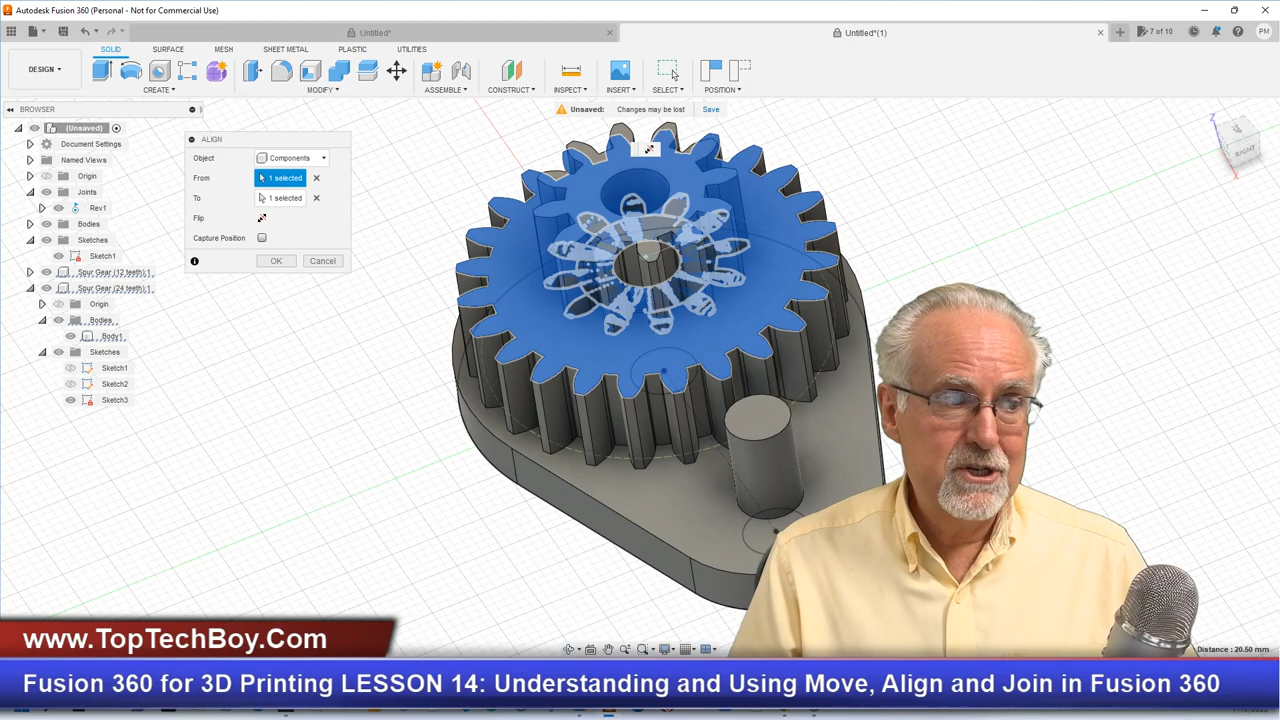 Autodesk Fusion 360 (Personal - Not for Commercial Use)
Untitled*
Untitled*(1)
7 of 10
PM
DESIGN
SOLID
SURFACE
MESH
SHEET METAL
PLASTIC
UTILITIES
CREATE
MODIFY
ASSEMBLE
CONSTRUCT
INSPECT
INSERT
SELECT
POSITION
BROWSER
Unsaved:
Changes may be lost
Save
(Unsaved)
Document Settings
Named Views
Origin
Joints
Rev1
Bodies
Sketches
Sketch1
Spur Gear (12 teeth):1
Spur Gear (24 teeth):1
Origin
Bodies
Body1
Sketches
Sketch1
Sketch2
Sketch3
ALIGN
Object
Components
From
1 selected
To
1 selected
Flip
Capture Position
OK
Cancel
Z
RIGHT
Distance : 20.50 mm
www.TopTechBoy.Com
Fusion 360 for 3D Printing LESSON 14: Understanding and Using Move, Align and Join in Fusion 360